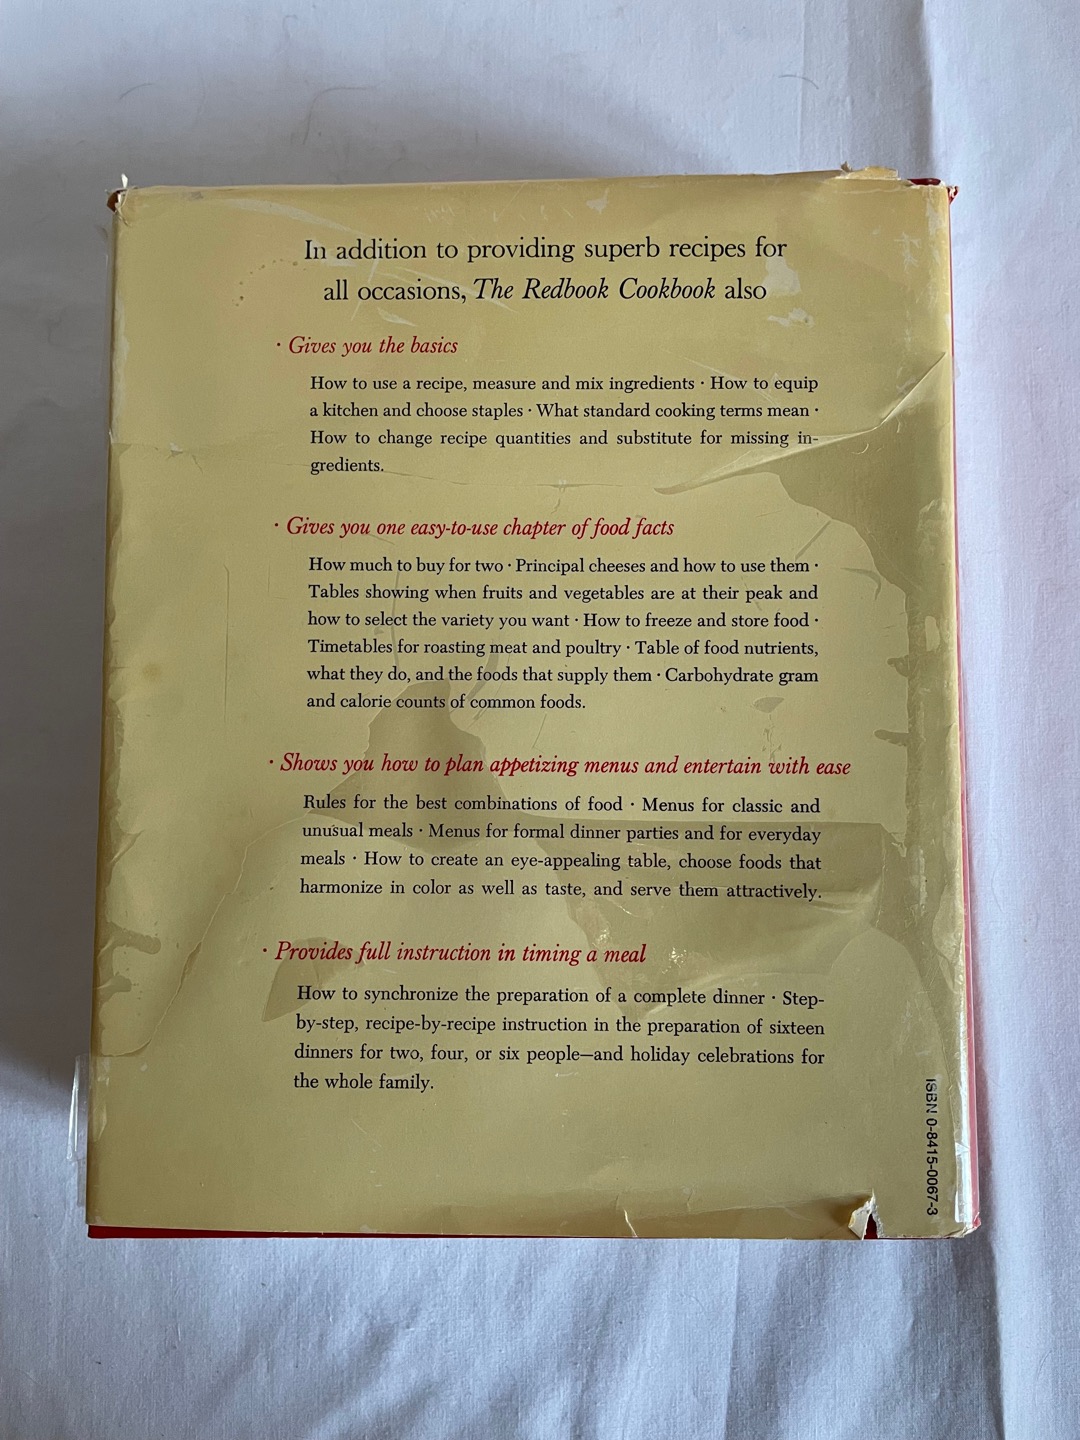 In addition to providing superb recipes for
all occasions, The Redbook Cookbook also
· Gives you the basics
How to use a recipe, measure and mix ingredients · How to equip
a kitchen and choose staples · What standard cooking terms mean ·
How to change recipe quantities and substitute for missing in-
gredients.
· Gives you one easy-to-use chapter of food facts
How much to buy for two · Principal cheeses and how to use them ·
Tables showing when fruits and vegetables are at their peak and
how to select the variety you want · How to freeze and store food ·
Timetables for roasting meat and poultry · Table of food nutrients,
what they do, and the foods that supply them · Carbohydrate gram
and calorie counts of common foods.
· Shows you how to plan appetizing menus and entertain with ease
Rules for the best combinations of food · Menus for classic and
unusual meals · Menus for formal dinner parties and for everyday
meals · How to create an eye-appealing table, choose foods that
harmonize in color as well as taste, and serve them attractively.
· Provides full instruction in timing a meal
How to synchronize the preparation of a complete dinner · Step-
by-step, recipe-by-recipe instruction in the preparation of sixteen
dinners for two, four, or six people—and holiday celebrations for
the whole family.
ISBN 0-8415-0067-3